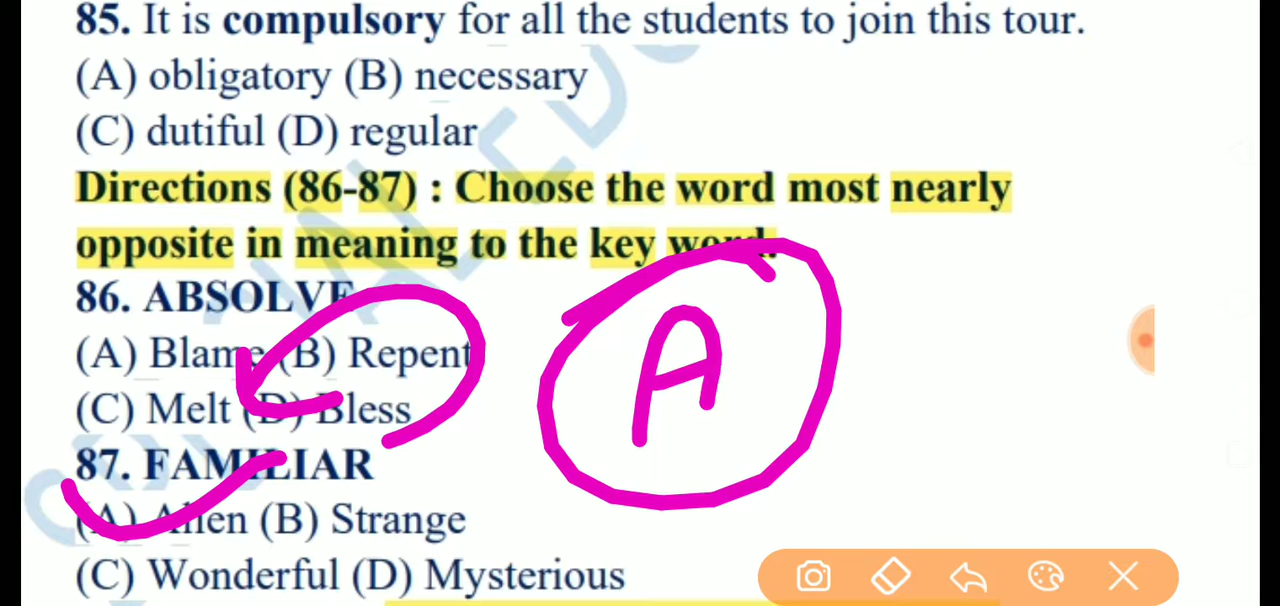 85. It is compulsory for all the students to join this tour.
(A) obligatory (B) necessary
(C) dutiful (D) regular
Directions (86-87) : Choose the word most nearly
opposite in meaning to the key word.
86. ABSOLVE
(A) Blame (B) Repent
(C) Melt (D) Bless
A
87. FAMILIAR
(A) Alien (B) Strange
(C) Wonderful (D) Mysterious